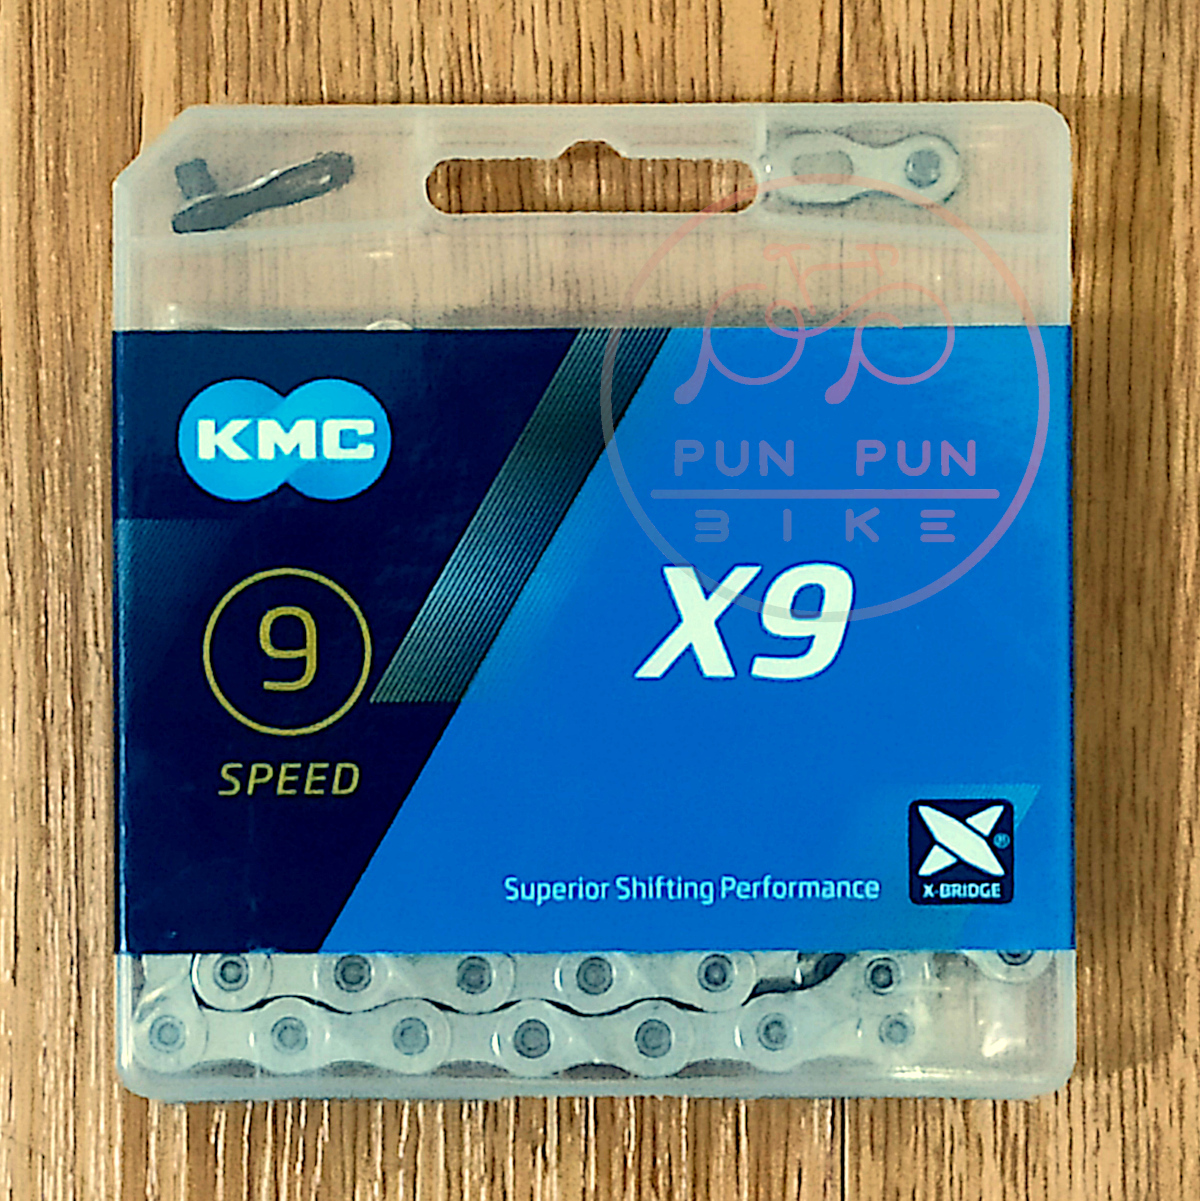 KMC
PUN PUN
BIKE
9
SPEED
X9
Superior Shifting Performance
X-BRIDGE
®